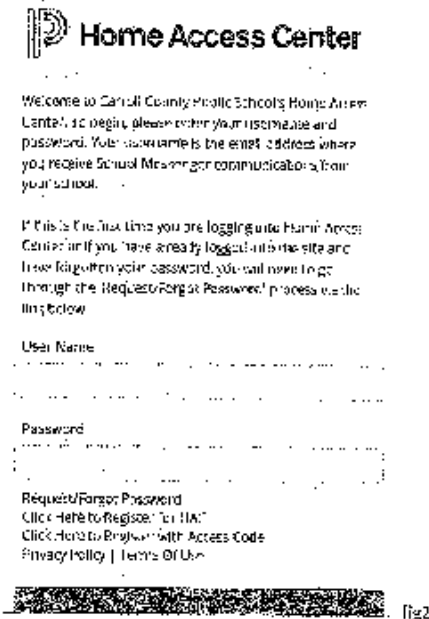 Home Access Center
Welcome to Carroll County Public School's Home Access
Center. To begin, please enter your username and
password. Your username is the email address where
you receive School Messenger communications from
your school.
If this is the first time you are logging into Home Access
Center or if you have already logged into this site and
have forgotten your password, you will need to go
through the 'Request/Forgot Password' process via the
link below
User Name
Password
Request/Forgot Password
Click Here to Register for HAC
Click Here to Register with Access Code
Privacy Policy | Terms Of Use